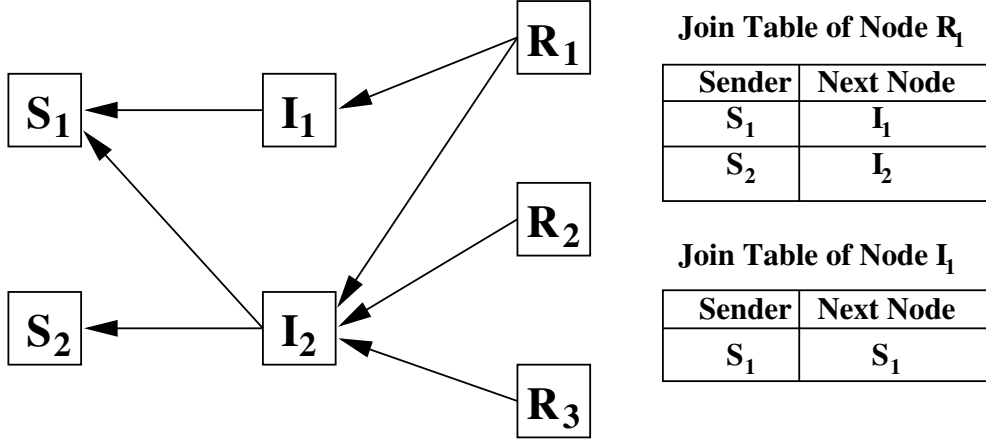 S1 I1 R1
R2
S2 I2
R3
Join Table of Node R1
Sender Next Node
S1 I1
S2 I2
Join Table of Node I1
Sender Next Node
S1 S1